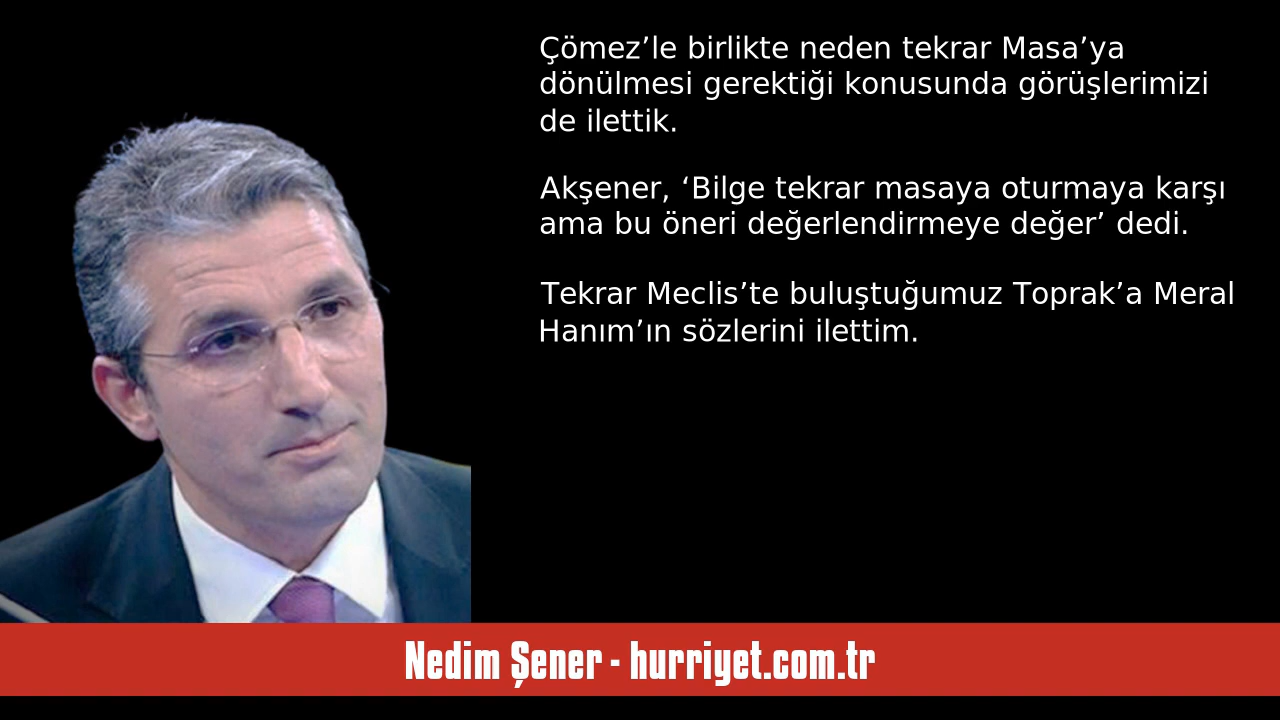 Çömez’le birlikte neden tekrar Masa’ya
dönülmesi gerektiği konusunda görüşlerimizi
de ilettik.
Akşener, ‘Bilge tekrar masaya oturmaya karşı
ama bu öneri değerlendirmeye değer’ dedi.
Tekrar Meclis’te buluştuğumuz Toprak’a Meral
Hanım’ın sözlerini ilettim.
Nedim Şener - hurriyet.com.tr